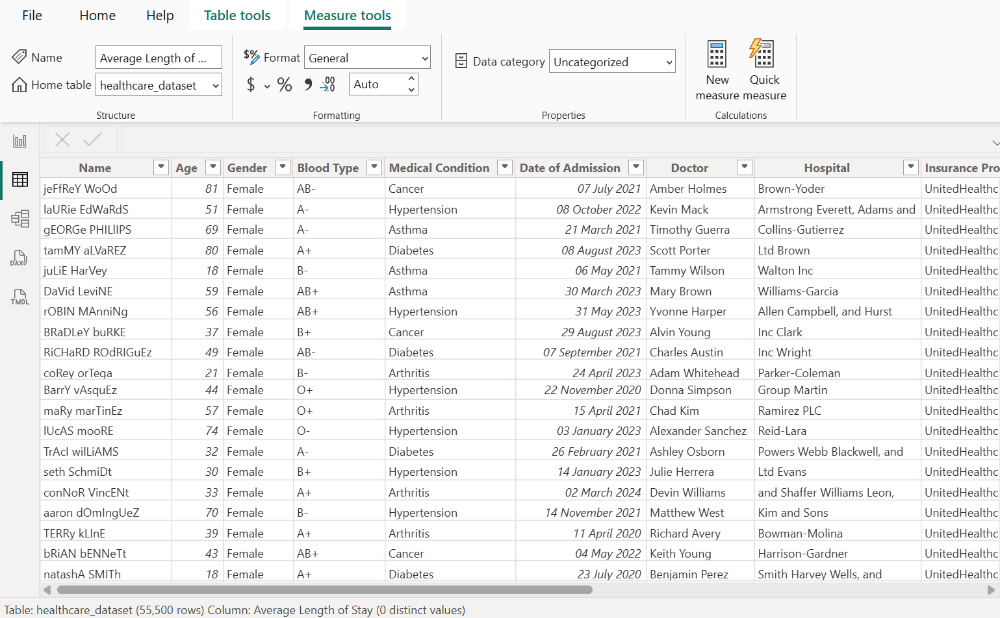 File Home Help Table tools Measure tools
Name Average Length of ... $% Format General Data category Uncategorized New measure Quick measure
Home table healthcare_dataset $ % , .00 →0 Auto
Structure Formatting Properties Calculations
Name Age Gender Blood Type Medical Condition Date of Admission Doctor Hospital Insurance Pro
jeFfReY WoOd 81 Female AB- Cancer 07 July 2021 Amber Holmes Brown-Yoder UnitedHealthc
laURie EdWaRdS 51 Female A- Hypertension 08 October 2022 Kevin Mack Armstrong Everett, Adams and UnitedHealthc
gEORGe PHIlIPS 69 Female A- Asthma 21 March 2021 Timothy Guerra Collins-Gutierrez UnitedHealthc
tamMY aLVaREZ 80 Female A+ Diabetes 08 August 2023 Scott Porter Ltd Brown UnitedHealthc
juLiE HarVey 18 Female B- Asthma 06 May 2021 Tammy Wilson Walton Inc UnitedHealthc
DaVid LeviNE 59 Female AB+ Asthma 30 March 2023 Mary Brown Williams-Garcia UnitedHealthc
rOBIN MAnniNg 56 Female AB+ Hypertension 31 May 2023 Yvonne Harper Allen Campbell, and Hurst UnitedHealthc
BRaDLeY buRKE 37 Female B+ Cancer 29 August 2023 Alvin Young Inc Clark UnitedHealthc
RiCHaRD ROdRIGuEz 49 Female AB- Diabetes 07 September 2021 Charles Austin Inc Wright UnitedHealthc
coRey orTega 21 Female B- Arthritis 24 April 2023 Adam Whitehead Parker-Coleman UnitedHealthc
BarrY vAsquEz 44 Female O+ Hypertension 22 November 2020 Donna Simpson Group Martin UnitedHealthc
maRy marTinEz 57 Female O+ Arthritis 15 April 2021 Chad Kim Ramirez PLC UnitedHealthc
lUcAS mooRE 74 Female O- Hypertension 03 January 2023 Alexander Sanchez Reid-Lara UnitedHealthc
TrAcI wilLiAMS 32 Female A- Diabetes 26 February 2021 Ashley Osborn Powers Webb Blackwell, and UnitedHealthc
seth SchmiDt 30 Female B+ Hypertension 14 January 2023 Julie Herrera Ltd Evans UnitedHealthc
conNoR VincENt 33 Female A+ Arthritis 02 March 2024 Devin Williams and Shaffer Williams Leon, UnitedHealthc
aaron dOmIngUeZ 70 Female B- Hypertension 14 November 2021 Matthew West Kim and Sons UnitedHealthc
TERRy kLInE 39 Female A+ Arthritis 11 April 2020 Richard Avery Bowman-Molina UnitedHealthc
bRiAN bENNeTt 43 Female AB+ Cancer 04 May 2022 Keith Young Harrison-Gardner UnitedHealthc
natashA SMITh 18 Female A+ Diabetes 23 July 2020 Benjamin Perez Smith Harvey Wells, and UnitedHealthc
DAX
TMDL
Table: healthcare_dataset (55,500 rows) Column: Average Length of Stay (0 distinct values)